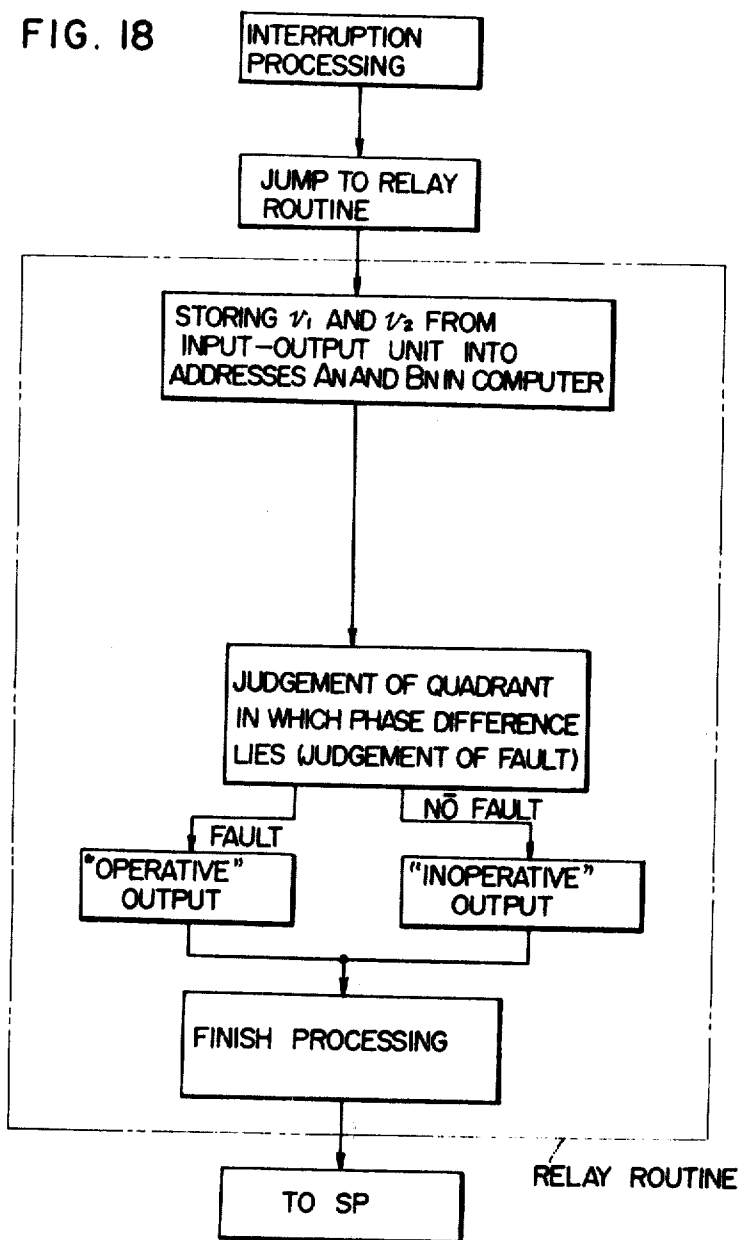 FIG. 18
INTERRUPTION
PROCESSING
JUMP TO RELAY
ROUTINE
STORING v₁ AND v₂ FROM
INPUT-OUTPUT UNIT INTO
ADDRESSES AN AND BN IN COMPUTER
JUDGEMENT OF QUADRANT
IN WHICH PHASE DIFFERENCE
LIES (JUDGEMENT OF FAULT)
NO FAULT
FAULT
"OPERATIVE"
OUTPUT
"INOPERATIVE"
OUTPUT
FINISH PROCESSING
RELAY ROUTINE
TO SP